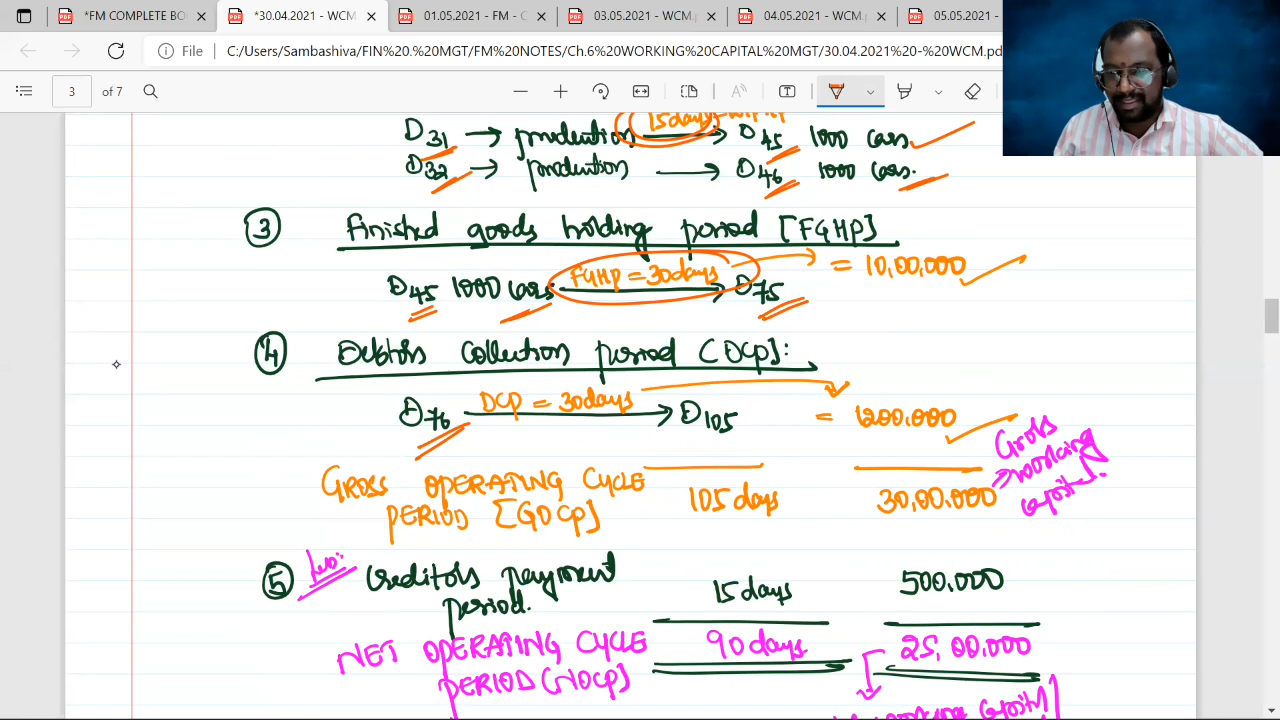 *FM COMPLETE BO
*30.04.2021 - WCM
01.05.2021 - FM - C
03.05.2021 - WCM.
04.05.2021 - WCM
05.05.2021 -
File C:/Users/Sambashiva/FIN%20.%20MGT/FM%20NOTES/Ch.6%20WORKING%20CAPITAL%20MGT/30.04.2021%20-%20WCM.pd
3 of 7
15 days
D31 → production → D45 1000 cars
D32 → production → D46 1000 cars.
③ Finished goods holding period [FGHP]
D45 1000 cars FGHP = 30 days → D75 = 10,00,000
④ Debtors collection period [DCP]:
D76 DCP = 30 days → D105 = 1200.000
GROSS OPERATING CYCLE PERIOD [GOCP] 105 days 30,00.000
Gross
working
capital.
Less:
⑤ Creditors payment period. 15 days 500.000
NET OPERATING CYCLE 90 days 25,00.000
PERIOD (NOCP]
working capital